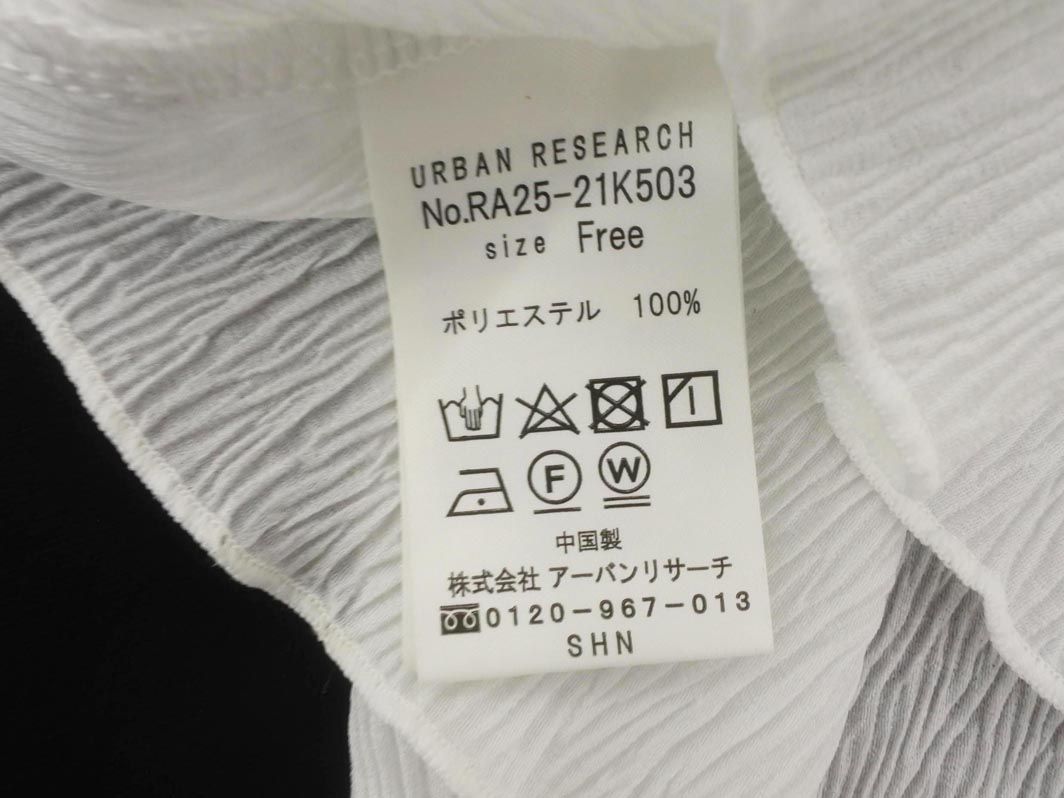 URBAN RESEARCH
No.RA25-21K503
size Free
ポリエステル 100%
F W
中国製
株式会社 アーバンリサーチ
0120-967-013
SHN